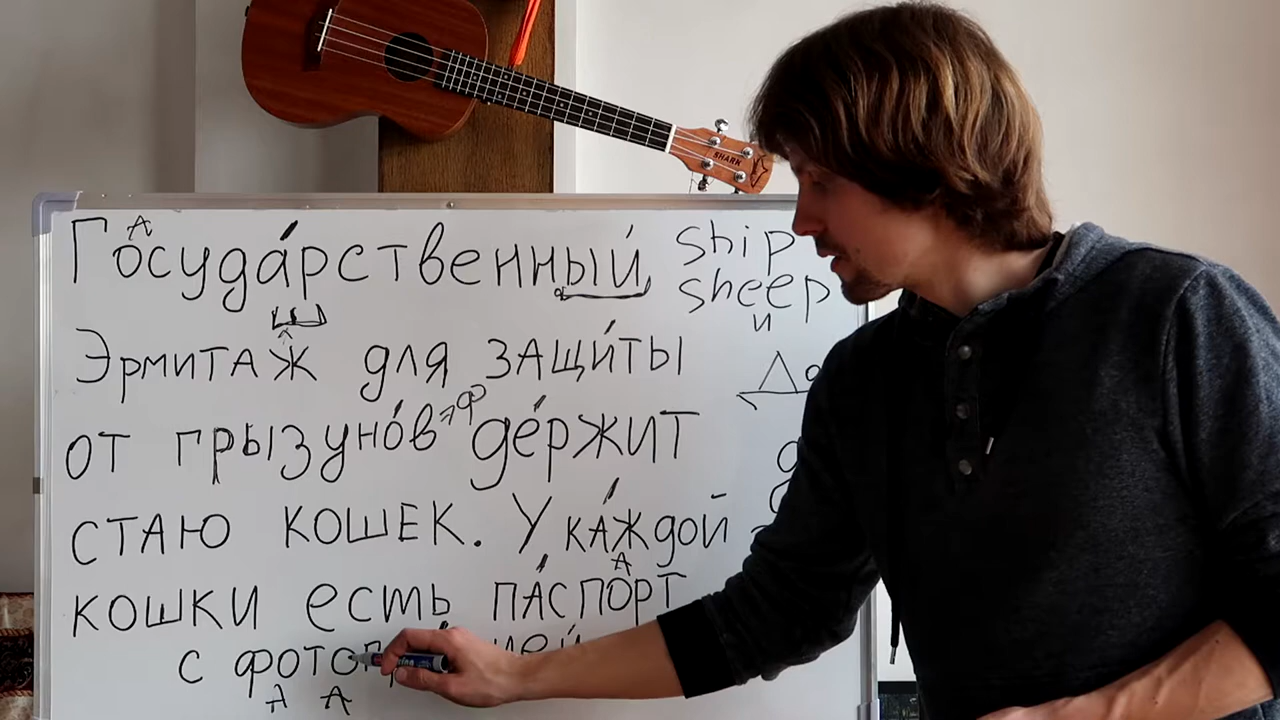 SHARK
А
Государственный
ship
sheep
и
Ш
Эрмитаж для защиты
от грызунов → ф держит
стаю кошек. У каждой
А
кошки есть паспорт
с
А А